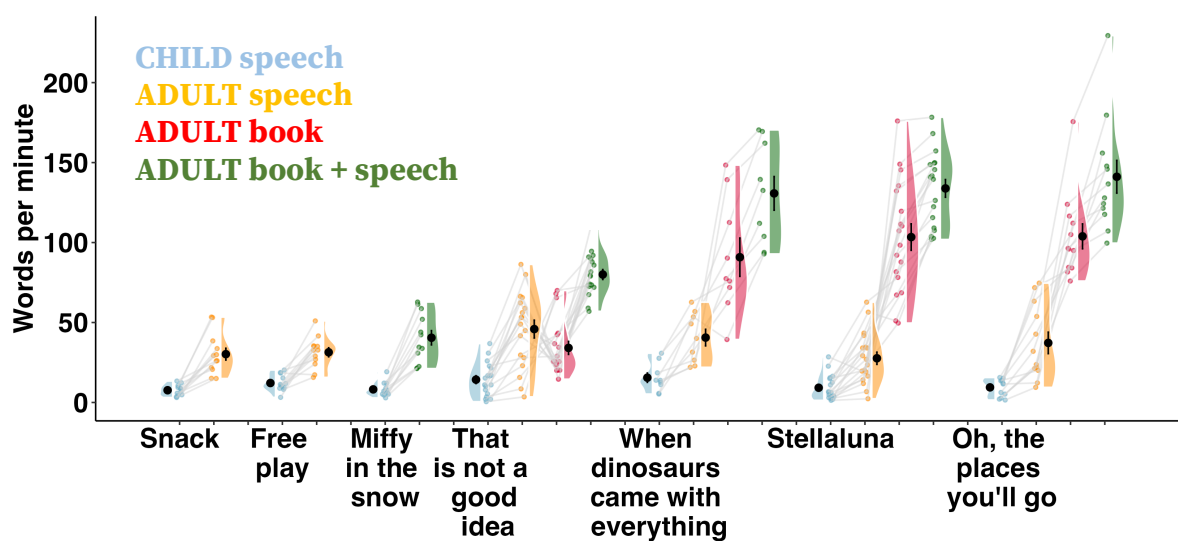 CHILD speech
ADULT speech
ADULT book
ADULT book + speech
Words per minute
200
150
100
50
0
Snack
Free
play
Miffy
in the
snow
That
is not a
good
idea
When
dinosaurs
came with
everything
Stellaluna
Oh, the
places
you'll go